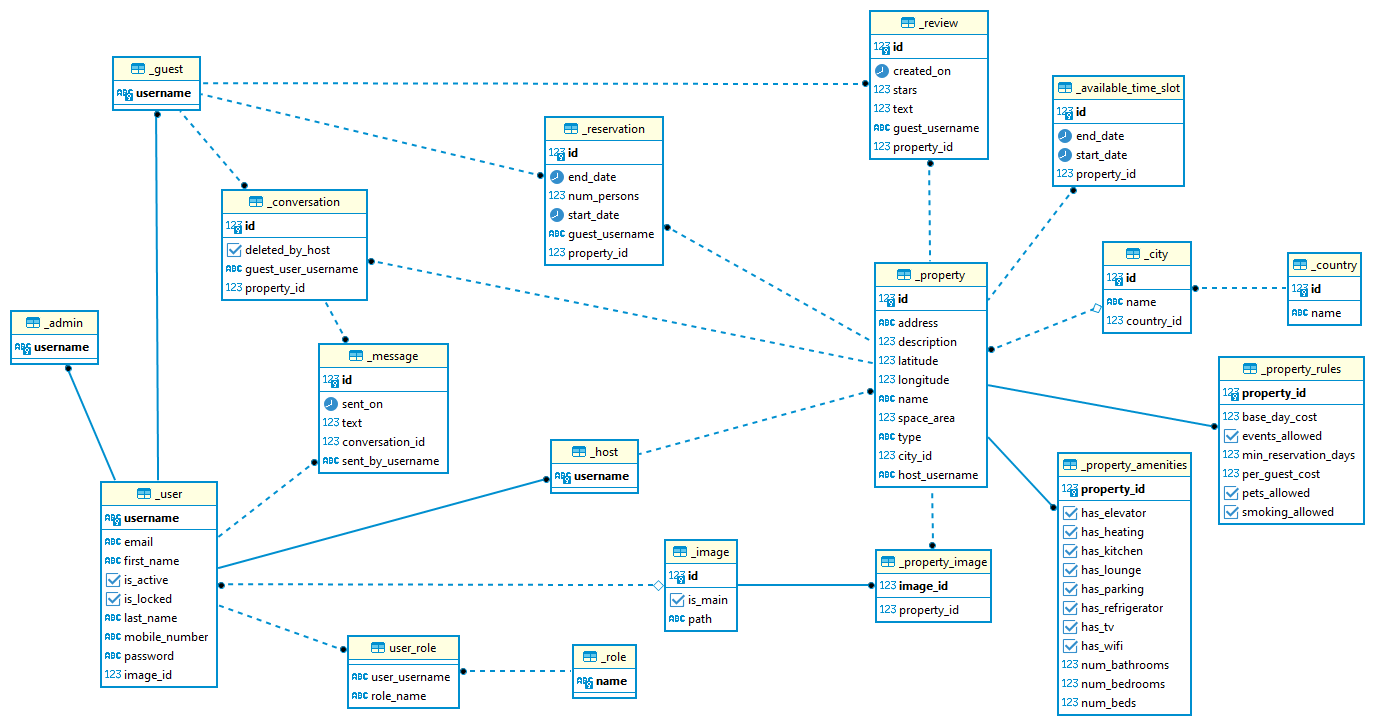 _guest
username
_review
id
created_on
stars
text
guest_username
property_id
_available_time_slot
id
end_date
start_date
property_id
_reservation
id
end_date
num_persons
start_date
guest_username
property_id
_conversation
id
deleted_by_host
guest_user_username
property_id
_property
id
address
description
latitude
longitude
name
space_area
type
city_id
host_username
_city
id
name
country_id
_country
id
name
_admin
username
_message
id
sent_on
text
conversation_id
sent_by_username
_property_rules
property_id
base_day_cost
events_allowed
min_reservation_days
per_guest_cost
pets_allowed
smoking_allowed
_host
username
_property_amenities
property_id
has_elevator
has_heating
has_kitchen
has_lounge
has_parking
has_refrigerator
has_tv
has_wifi
num_bathrooms
num_bedrooms
num_beds
_user
username
email
first_name
is_active
is_locked
last_name
mobile_number
password
image_id
_image
id
is_main
path
_property_image
image_id
property_id
user_role
user_username
role_name
_role
name